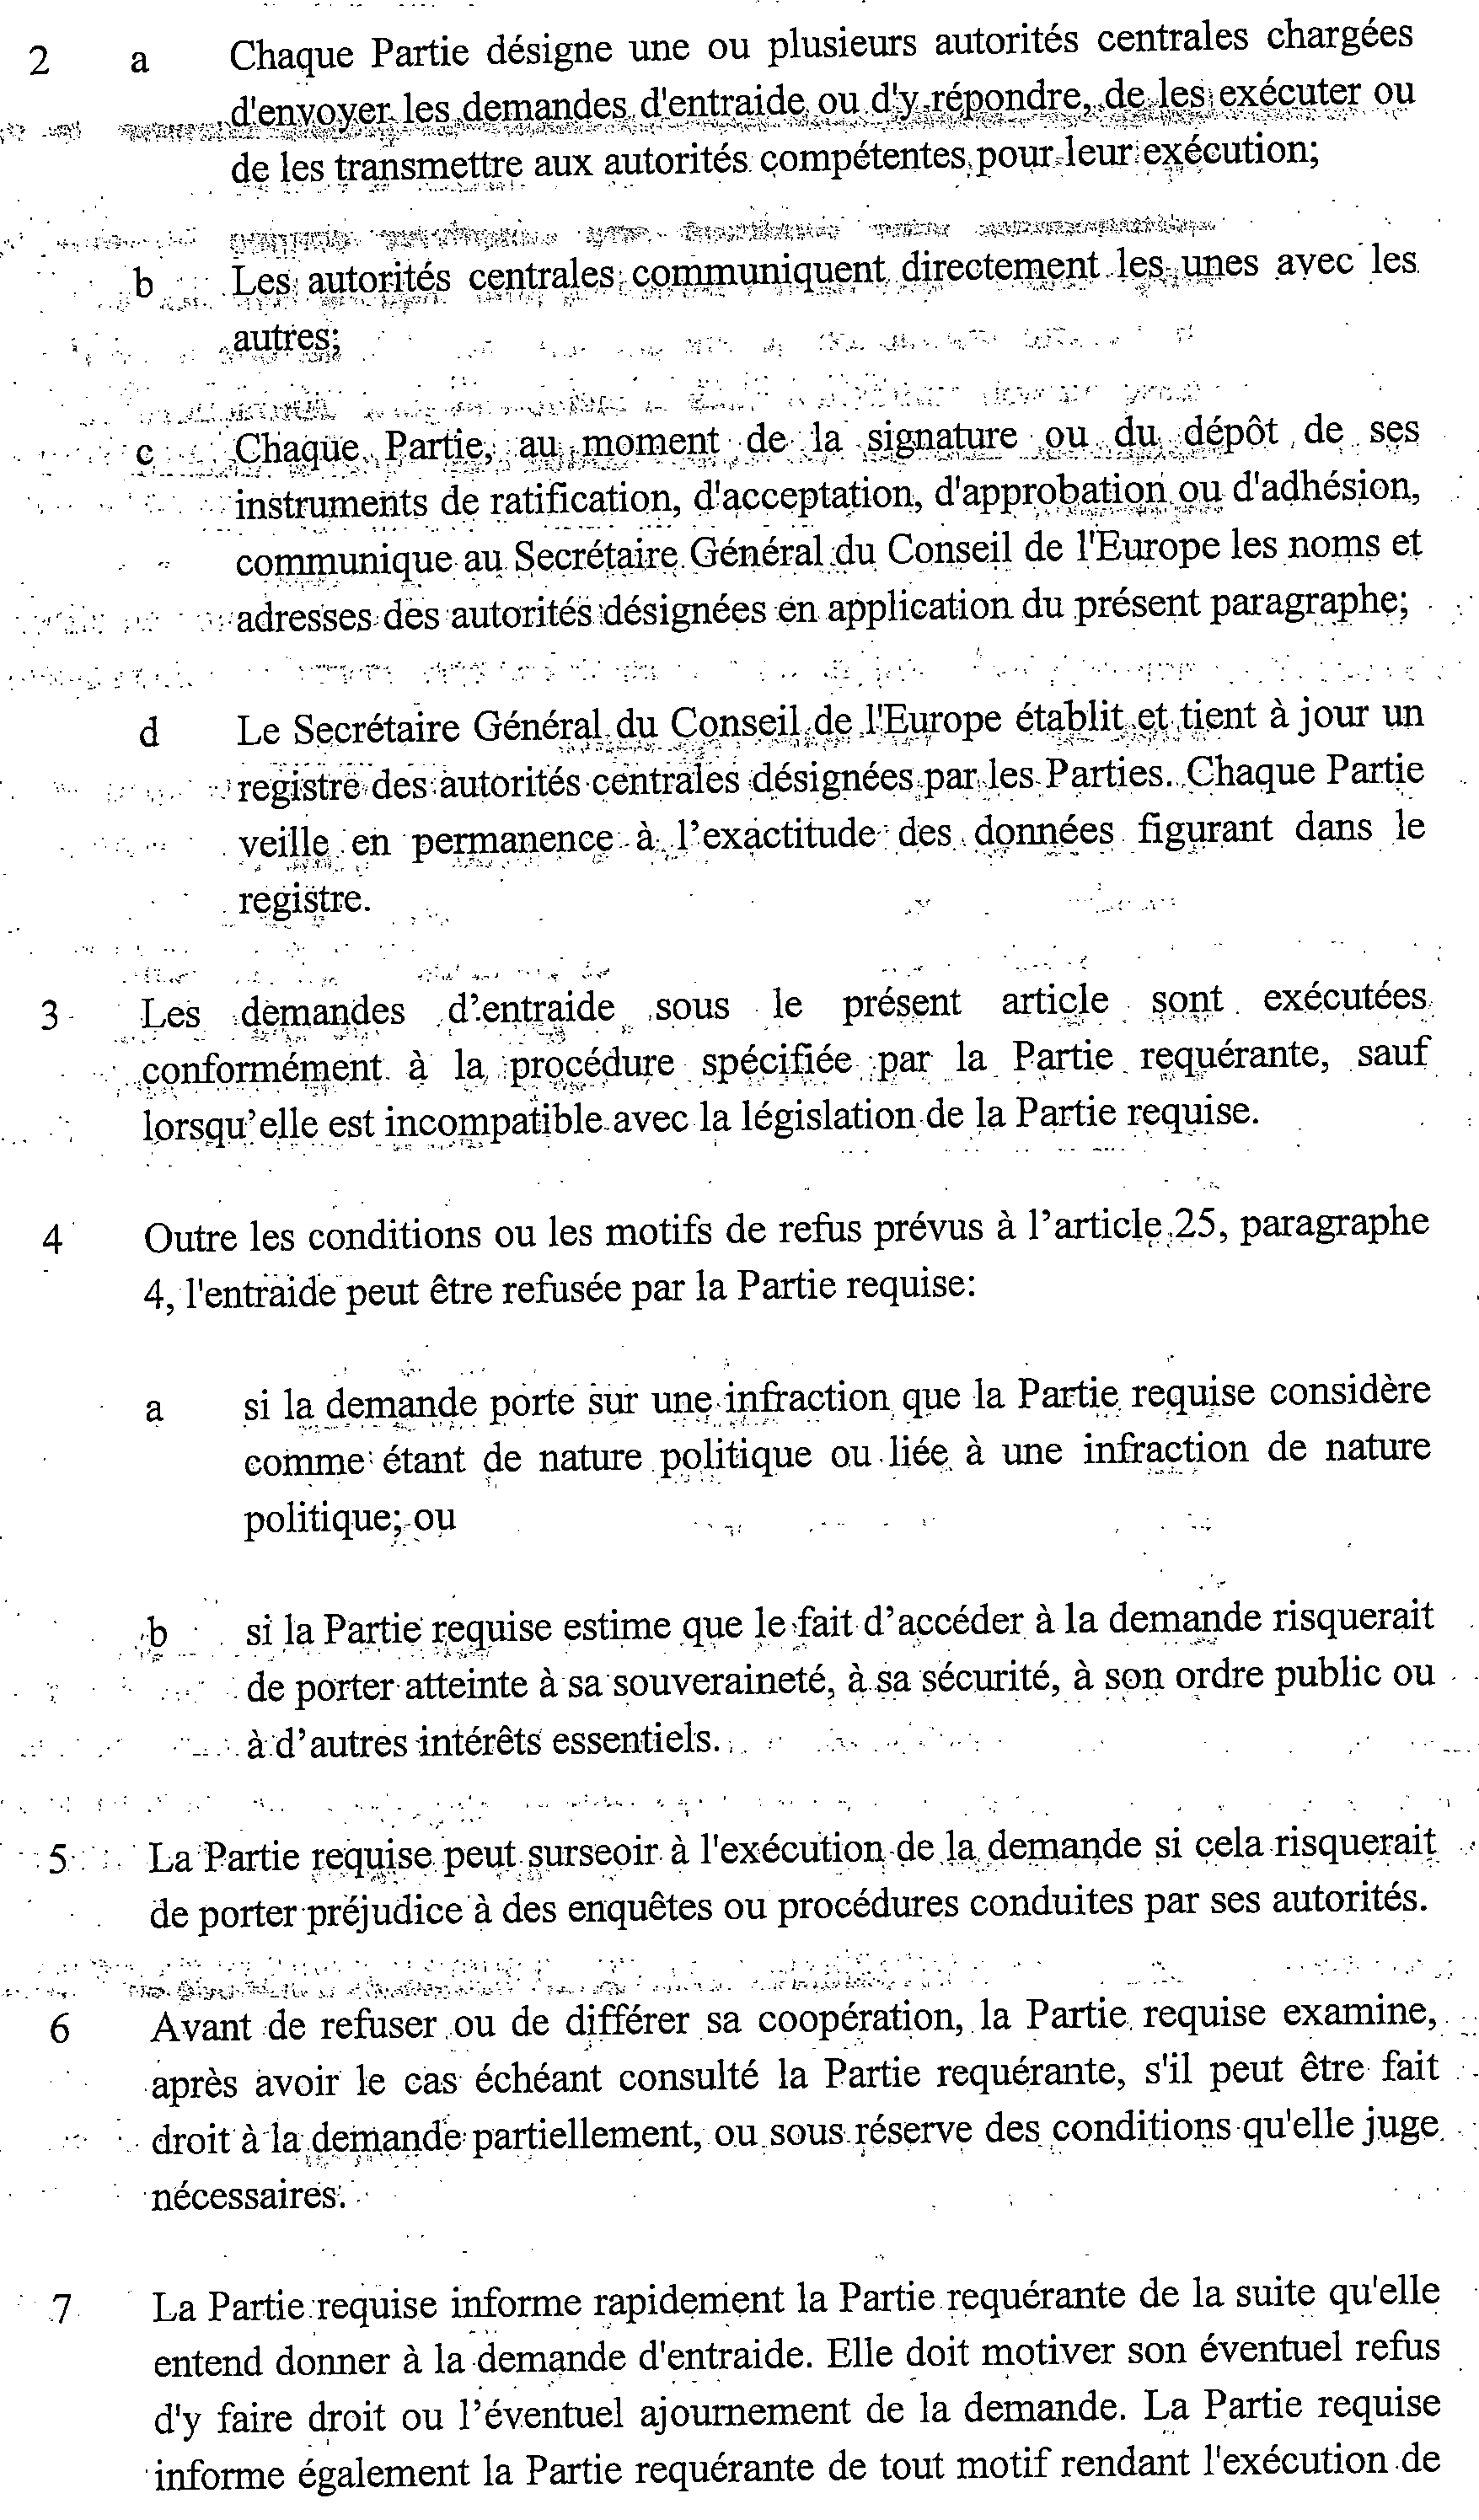 2 a Chaque Partie désigne une ou plusieurs autorités centrales chargées
d'envoyer les demandes d'entraide ou d'y répondre, de les exécuter ou
de les transmettre aux autorités compétentes pour leur exécution;
b Les autorités centrales communiquent directement les unes avec les
autres;
c Chaque Partie, au moment de la signature ou du dépôt de ses
instruments de ratification, d'acceptation, d'approbation ou d'adhésion,
communique au Secrétaire Général du Conseil de l'Europe les noms et
adresses des autorités désignées en application du présent paragraphe;
d Le Secrétaire Général du Conseil de l'Europe établit et tient à jour un
registre des autorités centrales désignées par les Parties. Chaque Partie
veille en permanence à l’exactitude des données figurant dans le
registre.
3 Les demandes d’entraide sous le présent article sont exécutées
conformément à la procédure spécifiée par la Partie requérante, sauf
lorsqu’elle est incompatible avec la législation de la Partie requise.
4 Outre les conditions ou les motifs de refus prévus à l’article 25, paragraphe
4, l'entraide peut être refusée par la Partie requise:
a si la demande porte sur une infraction que la Partie requise considère
comme étant de nature politique ou liée à une infraction de nature
politique; ou
b si la Partie requise estime que le fait d’accéder à la demande risquerait
de porter atteinte à sa souveraineté, à sa sécurité, à son ordre public ou
à d’autres intérêts essentiels.
5 La Partie requise peut surseoir à l'exécution de la demande si cela risquerait
de porter préjudice à des enquêtes ou procédures conduites par ses autorités.
6 Avant de refuser ou de différer sa coopération, la Partie requise examine,
après avoir le cas échéant consulté la Partie requérante, s'il peut être fait
droit à la demande partiellement, ou sous réserve des conditions qu'elle juge
nécessaires.
7 La Partie requise informe rapidement la Partie requérante de la suite qu'elle
entend donner à la demande d'entraide. Elle doit motiver son éventuel refus
d'y faire droit ou l’éventuel ajournement de la demande. La Partie requise
informe également la Partie requérante de tout motif rendant l'exécution de